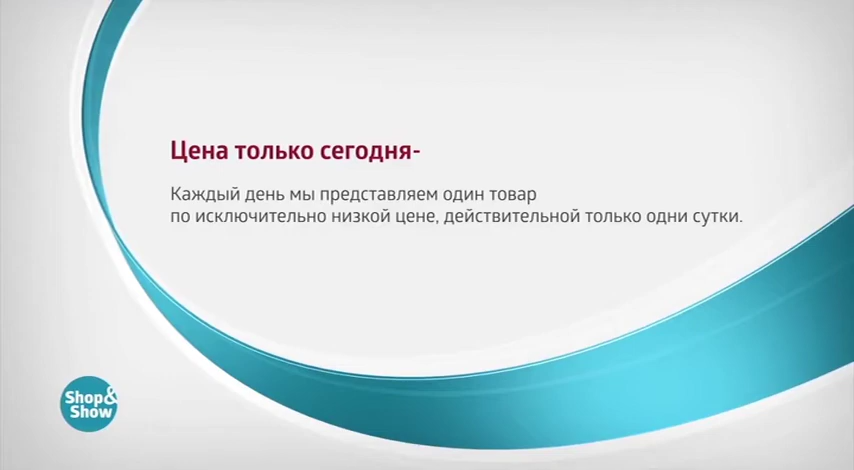 Цена только сегодня-
Каждый день мы представляем один товар
по исключительно низкой цене, действительной только одни сутки.
Shop&
Show